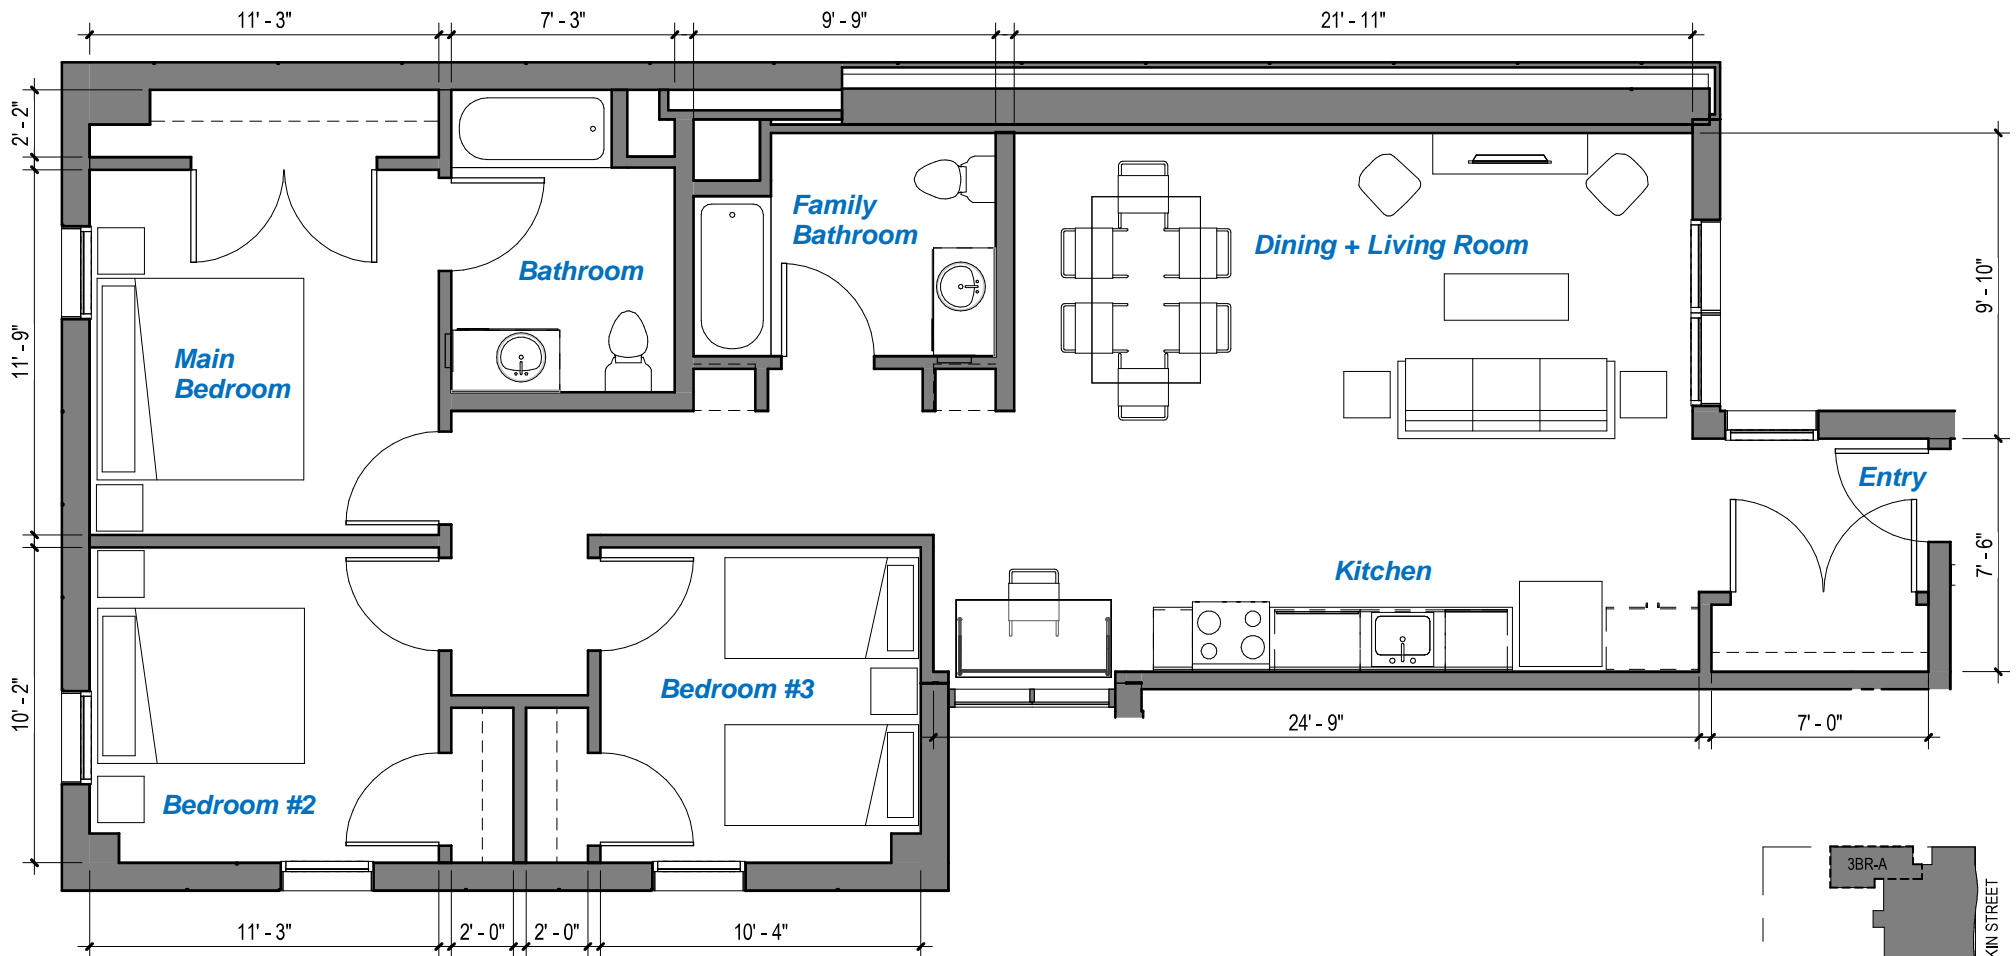 11' - 3"
7' - 3"
9' - 9"
21' - 11"
2' - 2"
11' - 9"
10' - 2"
9' - 10"
7' - 6"
Family
Bathroom
Dining + Living Room
Bathroom
Main
Bedroom
Entry
Kitchen
Bedroom #3
Bedroom #2
24' - 9"
7' - 0"
11' - 3"
2' - 0"
2' - 0"
10' - 4"
3BR-A
STREET